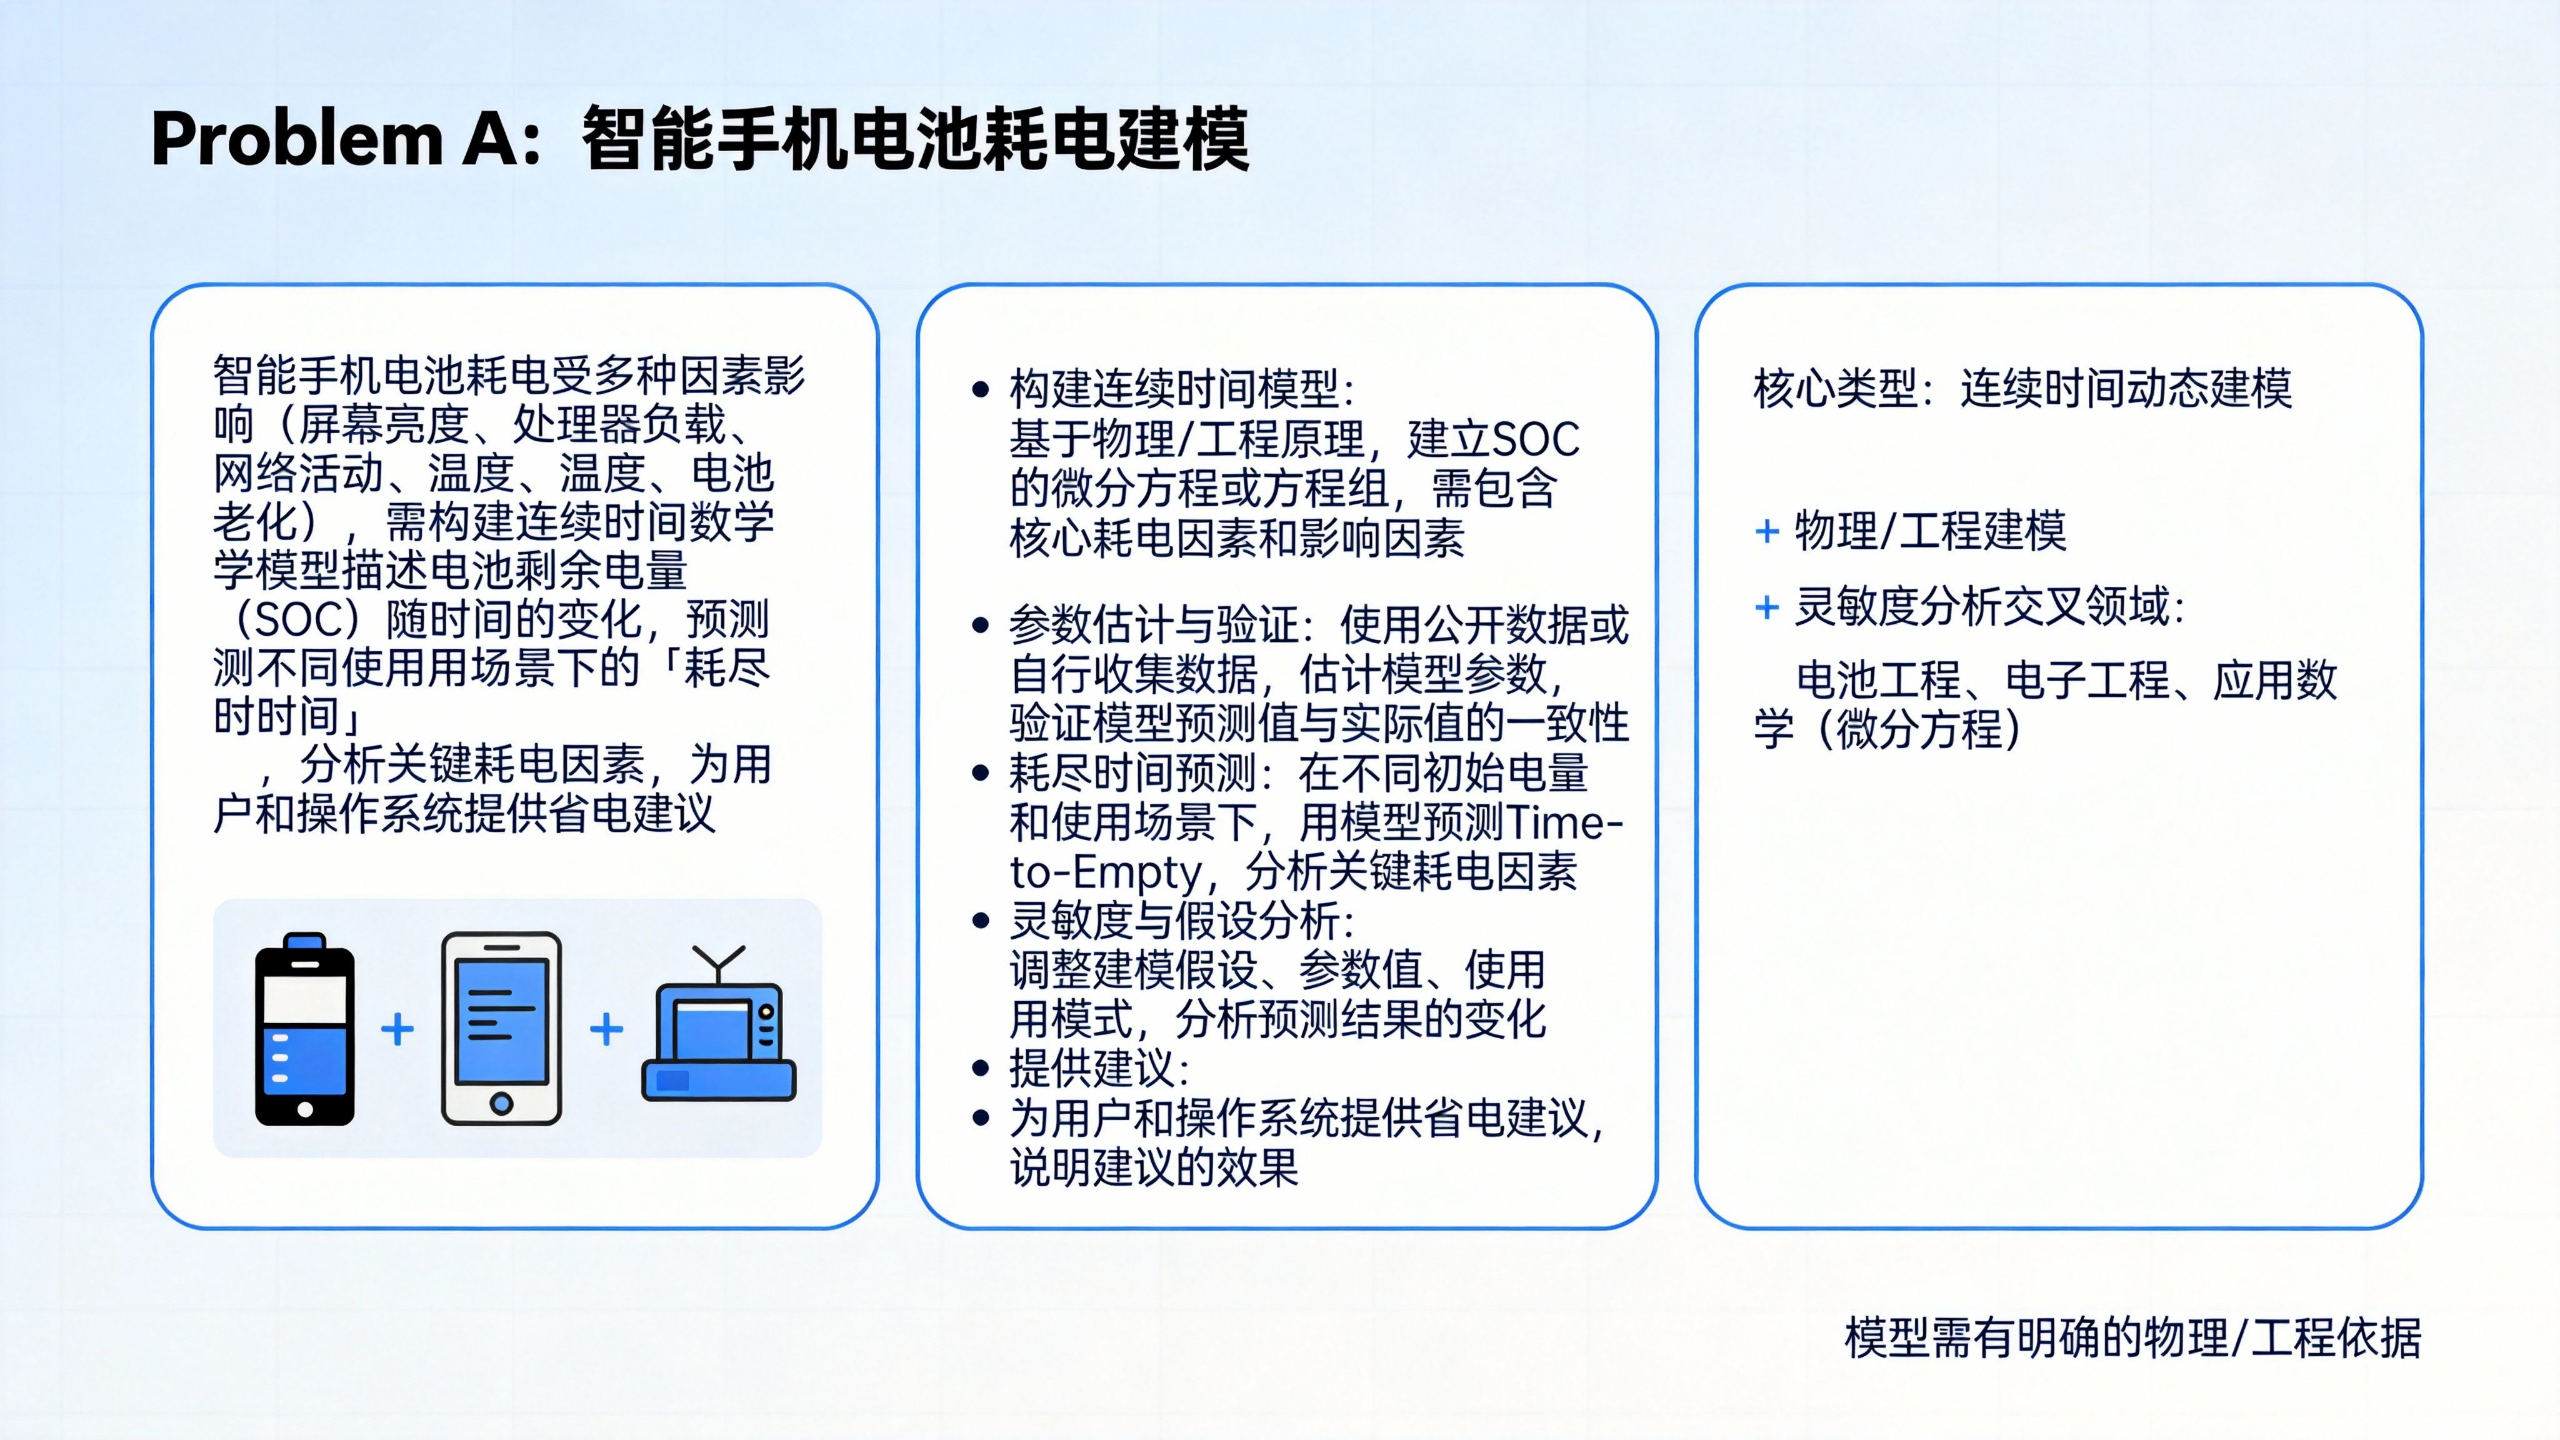 Problem A：智能手机电池耗电建模
智能手机电池耗电受多种因素影
响（屏幕亮度、处理器负载、
网络活动、温度、温度、电池
老化），需构建连续时间数学
学模型描述电池剩余电量
（SOC）随时间的变化，预测
测不同使用用场景下的「耗尽
时时间」
，分析关键耗电因素，为用
户和操作系统提供省电建议
• 构建连续时间模型：
基于物理/工程原理，建立SOC
的微分方程或方程组，需包含
核心耗电因素和影响因素
• 参数估计与验证：使用公开数据或
自行收集数据，估计模型参数，
验证模型预测值与实际值的一致性
• 耗尽时间预测：在不同初始电量
和使用场景下，用模型预测Time-
to-Empty，分析关键耗电因素
• 灵敏度与假设分析：
调整建模假设、参数值、使用
用模式，分析预测结果的变化
• 提供建议：
• 为用户和操作系统提供省电建议，
说明建议的效果
核心类型：连续时间动态建模
+ 物理/工程建模
+ 灵敏度分析交叉领域：
电池工程、电子工程、应用数
学（微分方程）
模型需有明确的物理/工程依据